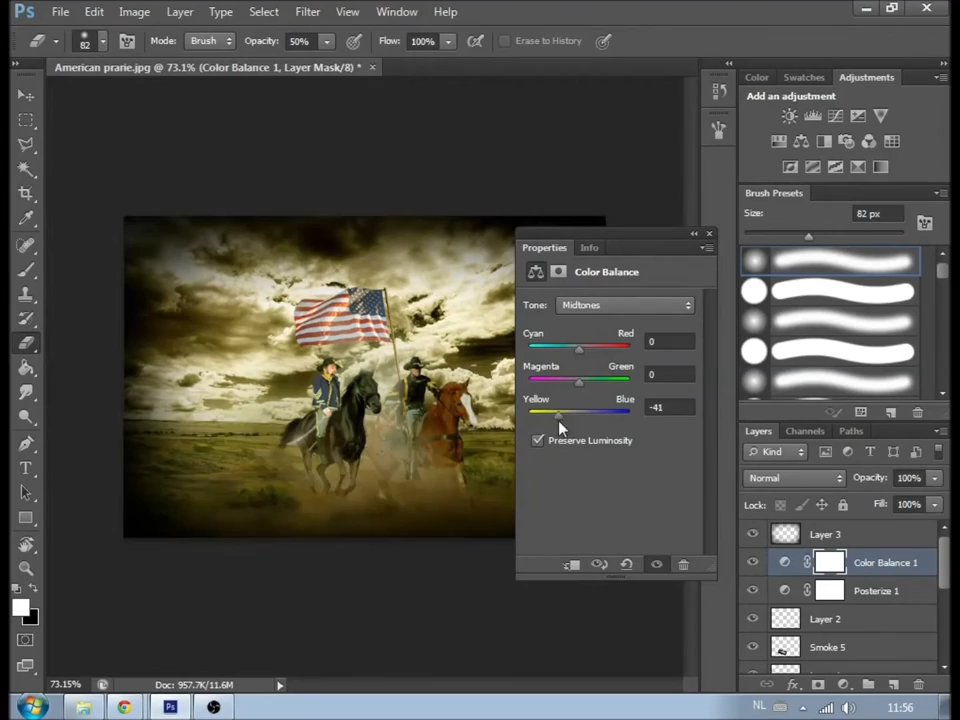 Ps File Edit Image Layer Type Select Filter View Window Help
82 Mode: Brush Opacity: 50% Flow: 100% Erase to History
American prarie.jpg @ 73.1% (Color Balance 1, Layer Mask/8) * ×
Color Swatches Adjustments
Add an adjustment
Brush Presets
Size: 82 px
Properties Info
Color Balance
Tone: Midtones
Cyan Red 0
Magenta Green 0
Yellow Blue -41
Preserve Luminosity
Layers Channels Paths
Kind
Normal Opacity: 100%
Lock: Fill: 100%
Layer 3
Color Balance 1
Posterize 1
Layer 2
Smoke 5
73.15% Doc: 957.7K/11.6M
Ps NL 11:56